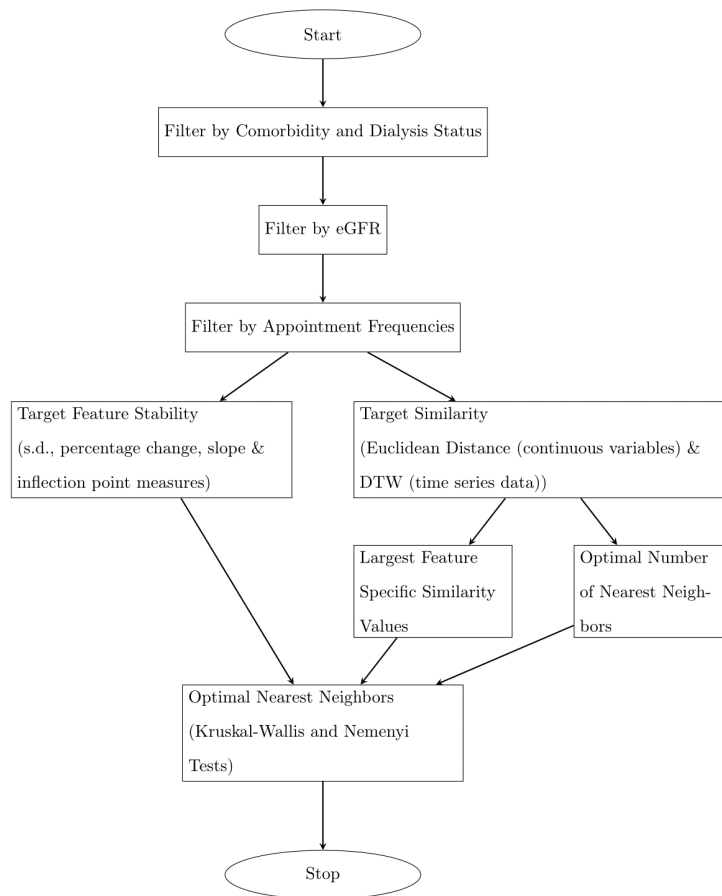 Start
Filter by Comorbidity and Dialysis Status
Filter by eGFR
Filter by Appointment Frequencies
Target Feature Stability
(s.d., percentage change, slope &
inflection point measures)
Target Similarity
(Euclidean Distance (continuous variables) &
DTW (time series data))
Largest Feature
Specific Similarity
Values
Optimal Number
of Nearest Neigh-
bors
Optimal Nearest Neighbors
(Kruskal-Wallis and Nemenyi
Tests)
Stop